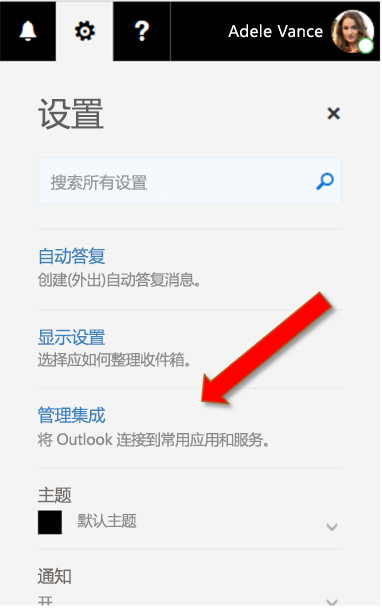 Adele Vance
设置
搜索所有设置
自动答复
创建(外出)自动答复消息。
显示设置
选择应如何整理收件箱。
管理集成
将 Outlook 连接到常用应用和服务。
主题
默认主题
通知
开